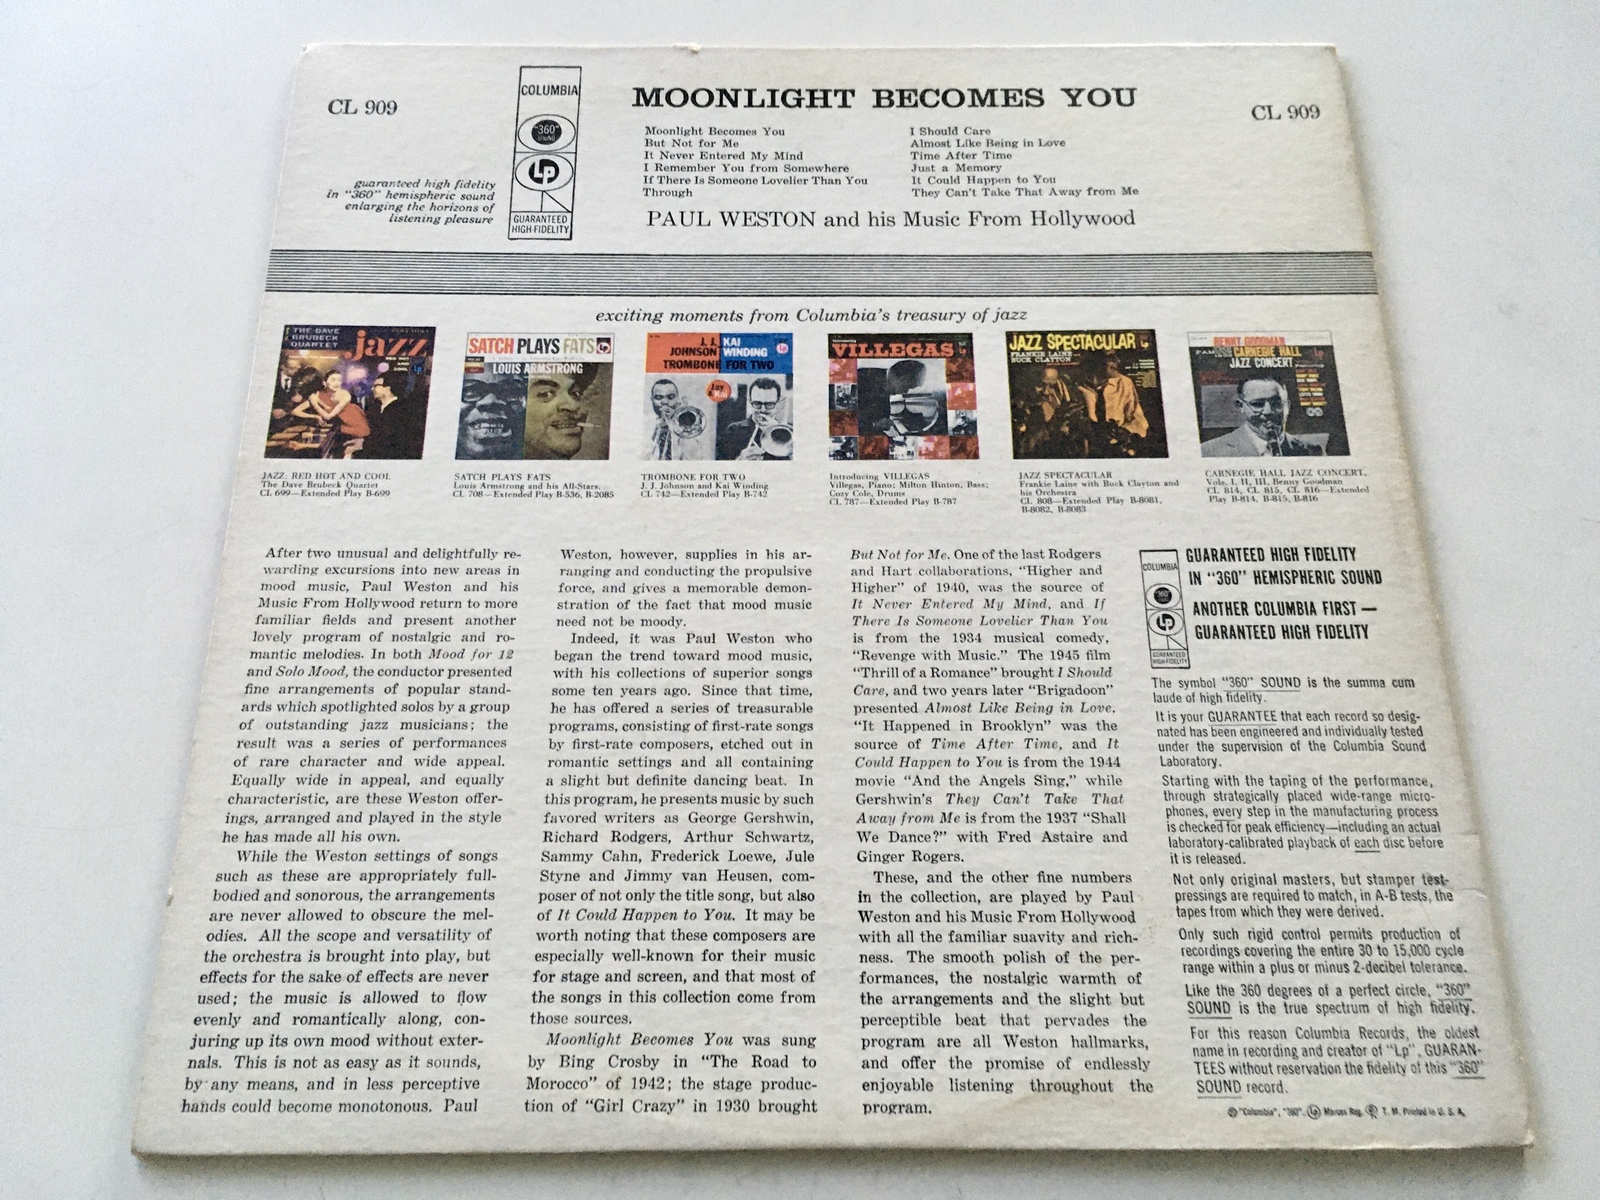 CL 909
COLUMBIA
"360"
SOUND
Lp
GUARANTEED
HIGH-FIDELITY
guaranteed high fidelity
in "360" hemispheric sound
enlarging the horizons of
listening pleasure
MOONLIGHT BECOMES YOU
CL 909
Moonlight Becomes You
But Not for Me
It Never Entered My Mind
I Remember You from Somewhere
If There Is Someone Lovelier Than You
Through
I Should Care
Almost Like Being in Love
Time After Time
Just a Memory
It Could Happen to You
They Can't Take That Away from Me
PAUL WESTON and his Music From Hollywood
exciting moments from Columbia's treasury of jazz
THE DAVE
BRUBECK
QUARTET
jazz
RED HOT
AND
COOL
SATCH PLAYS FATS
LOUIS ARMSTRONG
J. J.
JOHNSON
KAI
WINDING
TROMBONE FOR TWO
Jay
&
Kai
VILLEGAS
JAZZ SPECTACULAR
FRANKIE LAINE
BUCK CLAYTON
BENNY GOODMAN
FAMOUS
CARNEGIE HALL
JAZZ CONCERT
JAZZ: RED HOT AND COOL
The Dave Brubeck Quartet
CL 699—Extended Play B-699
SATCH PLAYS FATS
Louis Armstrong and his All-Stars.
CL 708—Extended Play B-536, B-2085
TROMBONE FOR TWO
J. J. Johnson and Kai Winding
CL 742—Extended Play B-742
Introducing VILLEGAS
Villegas, Piano; Milton Hinton, Bass;
Cozy Cole, Drums
CL 787—Extended Play B-787
JAZZ SPECTACULAR
Frankie Laine with Buck Clayton and
his Orchestra
CL 808—Extended Play B-8081,
B-8082, B-8083
CARNEGIE HALL JAZZ CONCERT,
Vols. I, II, III, Benny Goodman
CL 814, CL 815, CL 816—Extended
Play B-814, B-815, B-816
After two unusual and delightfully re-
warding excursions into new areas in
mood music, Paul Weston and his
Music From Hollywood return to more
familiar fields and present another
lovely program of nostalgic and ro-
mantic melodies. In both Mood for 12
and Solo Mood, the conductor presented
fine arrangements of popular stand-
ards which spotlighted solos by a group
of outstanding jazz musicians; the
result was a series of performances
of rare character and wide appeal.
Equally wide in appeal, and equally
characteristic, are these Weston offer-
ings, arranged and played in the style
he has made all his own.
While the Weston settings of songs
such as these are appropriately full-
bodied and sonorous, the arrangements
are never allowed to obscure the mel-
odies. All the scope and versatility of
the orchestra is brought into play, but
effects for the sake of effects are never
used; the music is allowed to flow
evenly and romantically along, con-
juring up its own mood without exter-
nals. This is not as easy as it sounds,
by any means, and in less perceptive
hands could become monotonous. Paul
Weston, however, supplies in his ar-
ranging and conducting the propulsive
force, and gives a memorable demon-
stration of the fact that mood music
need not be moody.
Indeed, it was Paul Weston who
began the trend toward mood music,
with his collections of superior songs
some ten years ago. Since that time,
he has offered a series of treasurable
programs, consisting of first-rate songs
by first-rate composers, etched out in
romantic settings and all containing
a slight but definite dancing beat. In
this program, he presents music by such
favored writers as George Gershwin,
Richard Rodgers, Arthur Schwartz,
Sammy Cahn, Frederick Loewe, Jule
Styne and Jimmy van Heusen, com-
poser of not only the title song, but also
of It Could Happen to You. It may be
worth noting that these composers are
especially well-known for their music
for stage and screen, and that most of
the songs in this collection come from
those sources.
Moonlight Becomes You was sung
by Bing Crosby in "The Road to
Morocco" of 1942; the stage produc-
tion of "Girl Crazy" in 1930 brought
But Not for Me. One of the last Rodgers
and Hart collaborations, "Higher and
Higher" of 1940, was the source of
It Never Entered My Mind, and If
There Is Someone Lovelier Than You
is from the 1934 musical comedy,
"Revenge with Music." The 1945 film
"Thrill of a Romance" brought I Should
Care, and two years later "Brigadoon"
presented Almost Like Being in Love.
"It Happened in Brooklyn" was the
source of Time After Time, and It
Could Happen to You is from the 1944
movie "And the Angels Sing," while
Gershwin's They Can't Take That
Away from Me is from the 1937 "Shall
We Dance?" with Fred Astaire and
Ginger Rogers.
These, and the other fine numbers
in the collection, are played by Paul
Weston and his Music From Hollywood
with all the familiar suavity and rich-
ness. The smooth polish of the per-
formances, the nostalgic warmth of
the arrangements and the slight but
perceptible beat that pervades the
program are all Weston hallmarks,
and offer the promise of endlessly
enjoyable listening throughout the
program.
COLUMBIA
"360"
Lp
GUARANTEED
HIGH-FIDELITY
GUARANTEED HIGH FIDELITY
IN "360" HEMISPHERIC SOUND
ANOTHER COLUMBIA FIRST —
GUARANTEED HIGH FIDELITY
The symbol "360" SOUND is the summa cum
laude of high fidelity.
It is your GUARANTEE that each record so desig-
nated has been engineered and individually tested
under the supervision of the Columbia Sound
Laboratory.
Starting with the taping of the performance,
through strategically placed wide-range micro-
phones, every step in the manufacturing process
is checked for peak efficiency—including an actual
laboratory-calibrated playback of each disc before
it is released.
Not only original masters, but stamper test-
pressings are required to match, in A-B tests, the
tapes from which they were derived.
Only such rigid control permits production of
recordings covering the entire 30 to 15,000 cycle
range within a plus or minus 2-decibel tolerance.
Like the 360 degrees of a perfect circle, "360"
SOUND is the true spectrum of high fidelity.
For this reason Columbia Records, the oldest
name in recording and creator of "Lp", GUARAN-
TEES without reservation the fidelity of this "360"
SOUND record.
® "Columbia", "360", Lp Marcas Reg. T. M. Printed in U. S. A.